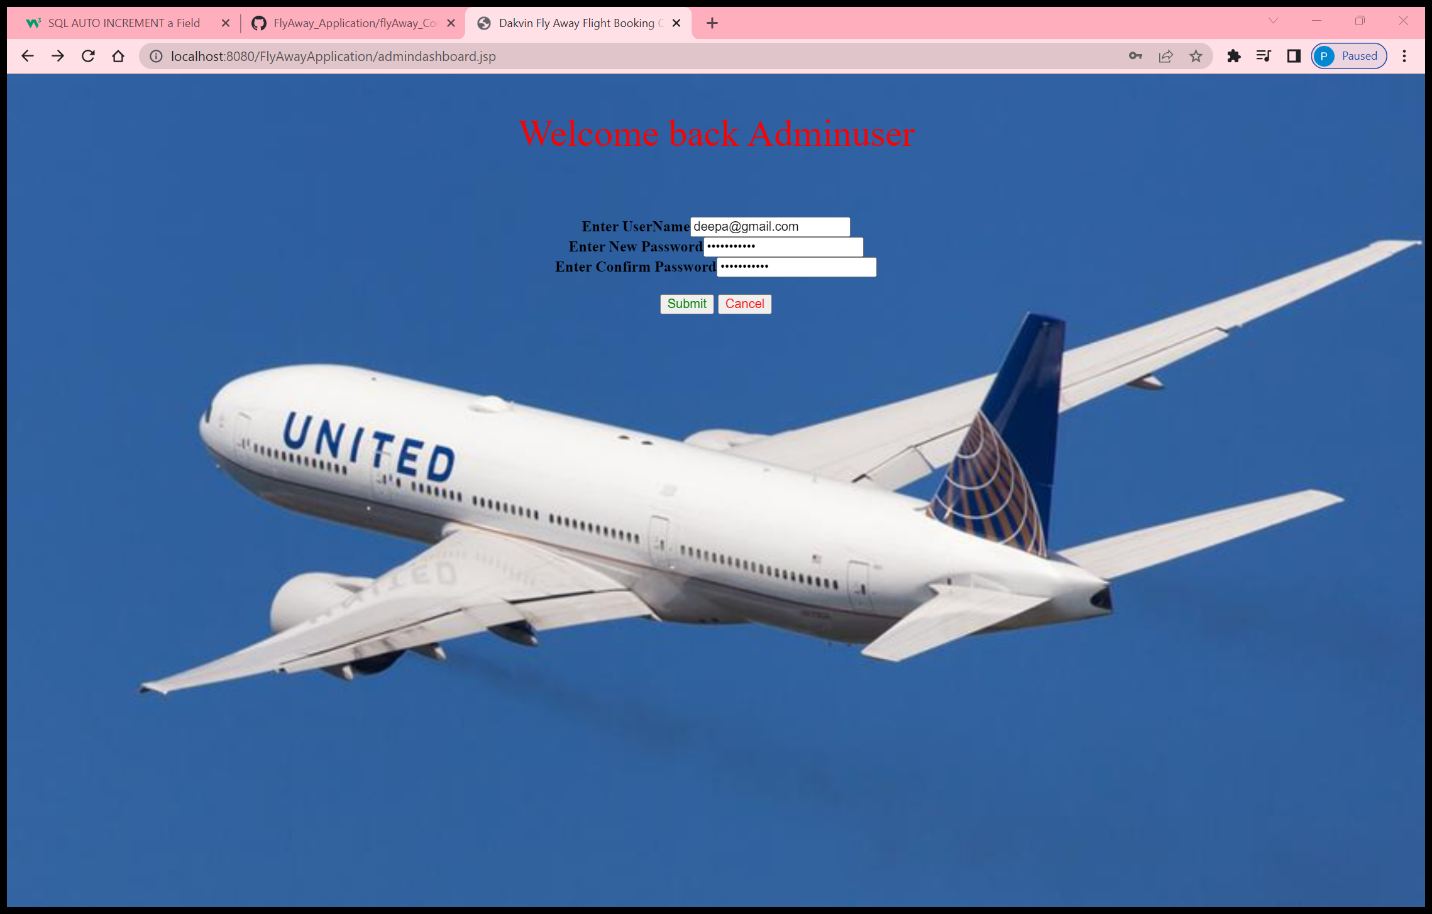 SQL AUTO INCREMENT a Field
FlyAway_Application/flyAway_Co
Dakvin Fly Away Flight Booking
localhost:8080/FlyAwayApplication/admindashboard.jsp
P Paused
Welcome back Adminuser
Enter UserName deepa@gmail.com
Enter New Password •••••••••••
Enter Confirm Password •••••••••••
Submit Cancel
UNITED